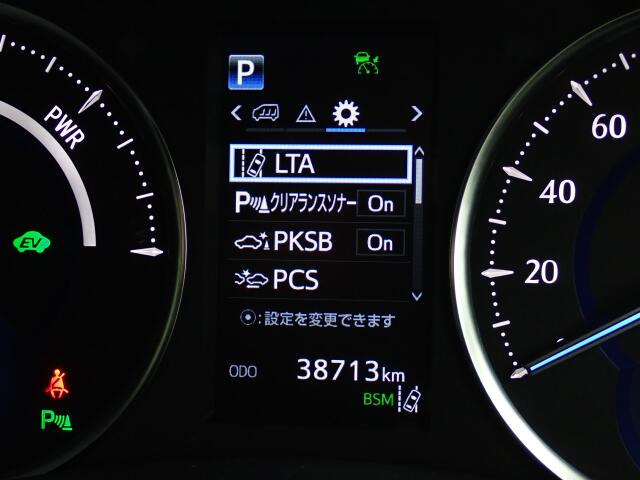 P
PWR
LTA
P クリアランスソナー On
PKSB On
PCS
:設定を変更できます
ODO 38713km
BSM
EV
P
60
40
20